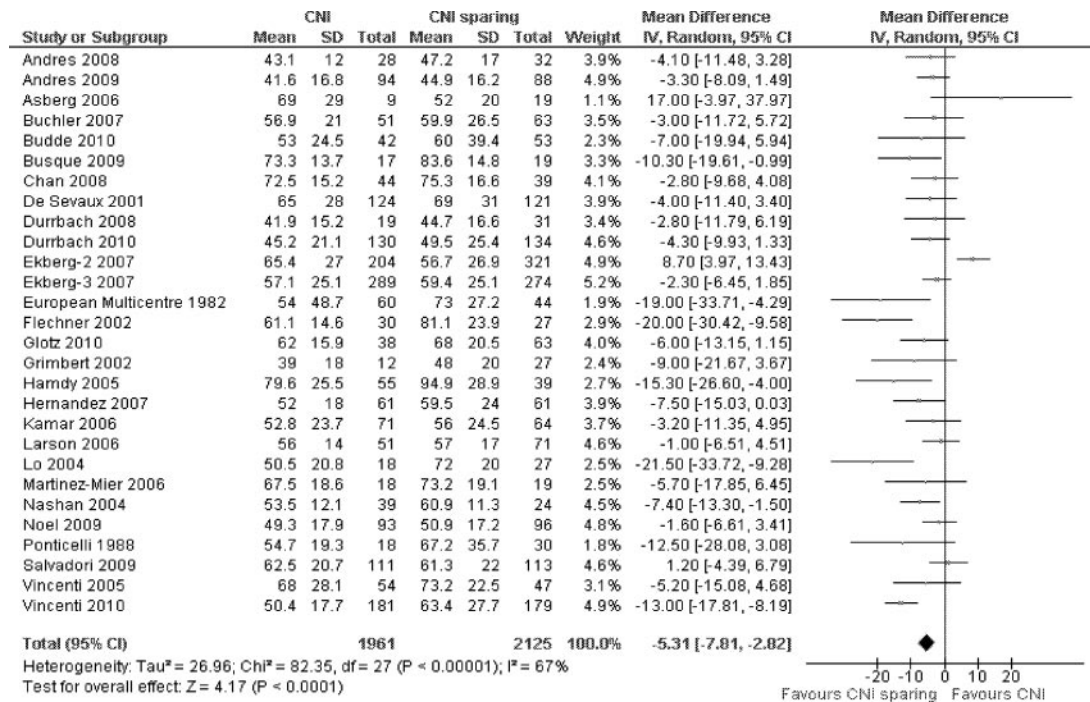 CNI CNI sparing Mean Difference Mean Difference
Study or Subgroup Mean SD Total Mean SD Total Weight IV, Random, 95% CI IV, Random, 95% CI
Andres 2008 43.1 12 28 47.2 17 32 3.9% -4.10 [-11.48, 3.28]
Andres 2009 41.6 16.8 94 44.9 16.2 88 4.9% -3.30 [-8.09, 1.49]
Asberg 2006 69 29 9 52 20 19 1.1% 17.00 [-3.97, 37.97]
Buchler 2007 56.9 21 51 59.9 26.5 63 3.4% -3.00 [-11.72, 5.72]
Budde 2010 53 24.5 42 60 39.4 53 2.3% -7.00 [-19.94, 5.94]
Busque 2009 73.3 13.7 17 83.6 14.8 19 3.3% -10.30 [-19.61, -0.99]
Chan 2008 72.5 15.2 44 75.3 16.6 39 4.1% -2.80 [-9.68, 4.08]
De Sevaux 2001 65 28 124 69 31 121 3.9% -4.00 [-11.40, 3.40]
Durrbach 2008 41.9 15.2 19 44.7 16.6 31 3.4% -2.80 [-11.79, 6.19]
Durrbach 2010 45.2 21.1 130 49.5 25.4 134 4.6% -4.30 [-9.93, 1.33]
Ekberg-2 2007 65.4 27 204 56.7 26.9 321 4.9% 8.70 [3.97, 13.43]
Ekberg-3 2007 57.1 25.1 289 59.4 25.1 274 5.2% -2.30 [-6.45, 1.85]
European Multicentre 1982 54 48.7 60 73 27.2 44 1.9% -19.00 [-33.71, -4.29]
Flechner 2002 61.1 14.6 30 81.1 23.9 27 2.9% -20.00 [-30.42, -9.58]
Glotz 2010 62 15.9 38 68 20.5 63 4.0% -6.00 [-13.15, 1.15]
Grimbert 2002 39 18 12 48 20 27 2.4% -9.00 [-21.67, 3.67]
Hamdy 2005 79.6 25.5 55 94.9 28.9 39 2.7% -15.30 [-26.60, -4.00]
Hernandez 2007 52 18 61 59.5 24 61 3.9% -7.50 [-15.03, 0.03]
Kamar 2006 52.8 23.7 71 56 24.5 64 3.7% -3.20 [-11.35, 4.95]
Larson 2006 56 14 51 57 17 71 4.6% -1.00 [-6.51, 4.51]
Lo 2004 50.5 20.8 18 72 20 27 2.5% -21.50 [-33.72, -9.28]
Martinez-Mier 2006 67.5 18.6 18 73.2 19.1 19 2.5% -5.70 [-17.85, 6.45]
Nashan 2004 53.5 12.1 39 60.9 11.3 24 4.5% -7.40 [-13.30, -1.50]
Noel 2009 49.3 17.9 93 50.9 17.2 96 4.8% -1.60 [-6.61, 3.41]
Ponticelli 1988 54.7 19.3 18 67.2 35.7 30 1.8% -12.50 [-28.08, 3.08]
Salvadori 2009 62.5 20.7 111 61.3 22 113 4.6% 1.20 [-4.39, 6.79]
Vincenti 2005 68 28.1 54 73.2 22.5 47 3.1% -5.20 [-15.08, 4.68]
Vincenti 2010 50.4 17.7 181 63.4 27.7 179 4.9% -13.00 [-17.81, -8.19]
Total (95% CI) 1961 2125 100.0% -5.31 [-7.81, -2.82]
Heterogeneity: Tau² = 26.96; Chi² = 82.35, df = 27 (P < 0.00001); I² = 67%
Test for overall effect: Z = 4.17 (P < 0.0001)
-20 -10 0 10 20
Favours CNI sparing Favours CNI